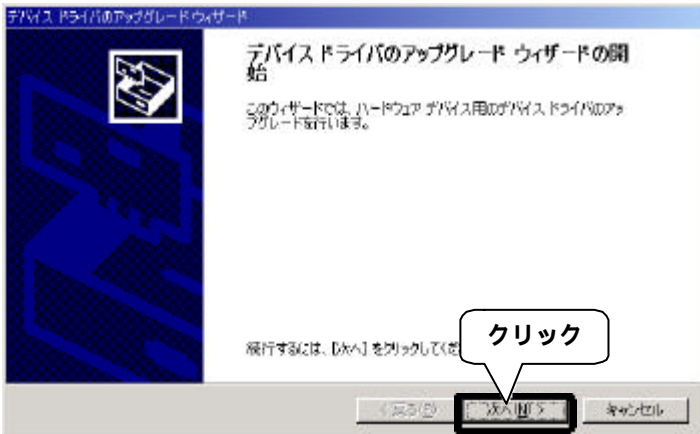 デバイス ドライバのアップグレード ウィザード
デバイス ドライバのアップグレード ウィザードの開
始
このウィザードでは、ハードウェア デバイス用のデバイス ドライバのアッ
プグレードを行います。
続行するには、[次へ] をクリックしてくだ
クリック
< 戻る(B)
次へ(N) >
キャンセル